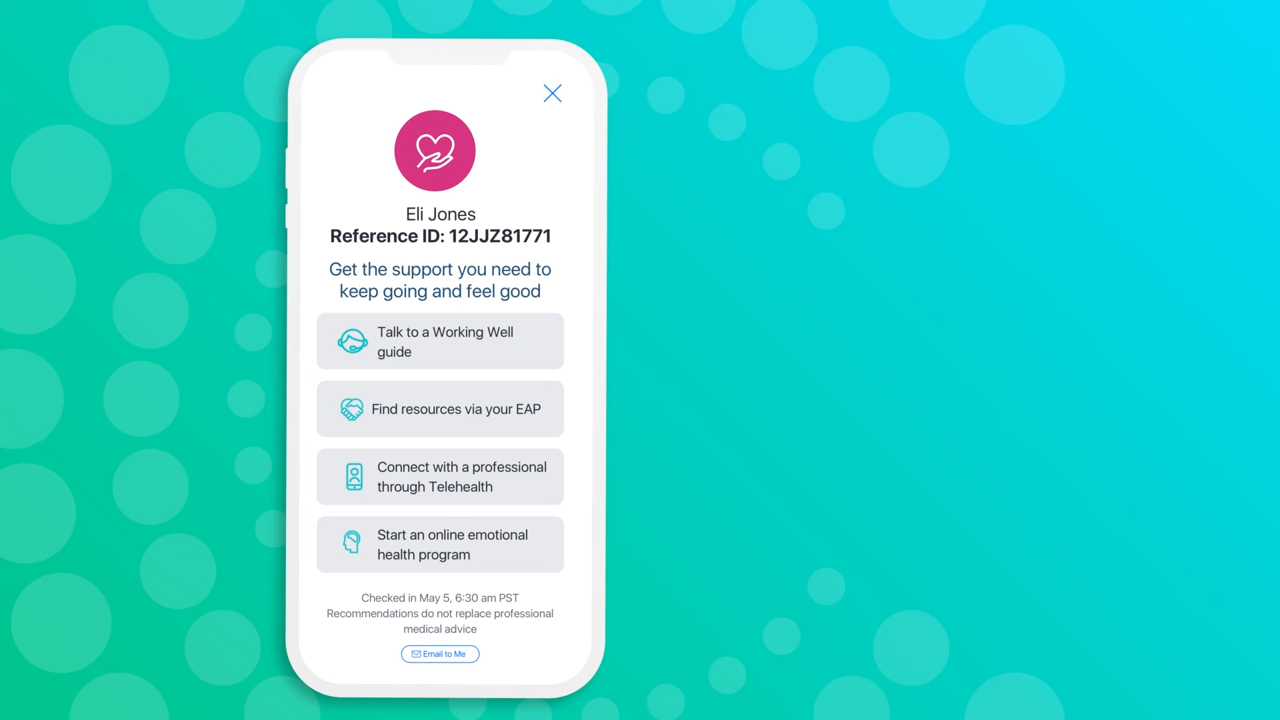 Eli Jones
Reference ID: 12JJZ81771
Get the support you need to
keep going and feel good
Talk to a Working Well
guide
Find resources via your EAP
Connect with a professional
through Telehealth
Start an online emotional
health program
Checked in May 5, 6:30 am PST
Recommendations do not replace professional
medical advice
Email to Me